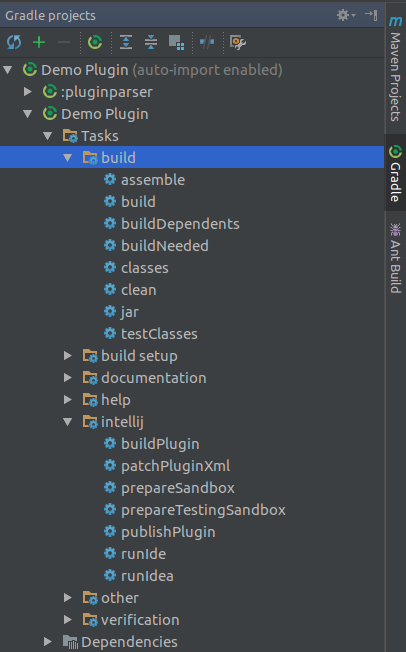 Gradle projects
Demo Plugin (auto-import enabled)
:pluginparser
Demo Plugin
Tasks
build
assemble
build
buildDependents
buildNeeded
classes
clean
jar
testClasses
build setup
documentation
help
intellij
buildPlugin
patchPluginXml
prepareSandbox
prepareTestingSandbox
publishPlugin
runIde
runIdea
other
verification
Dependencies
m Maven Projects
Gradle
Ant Build